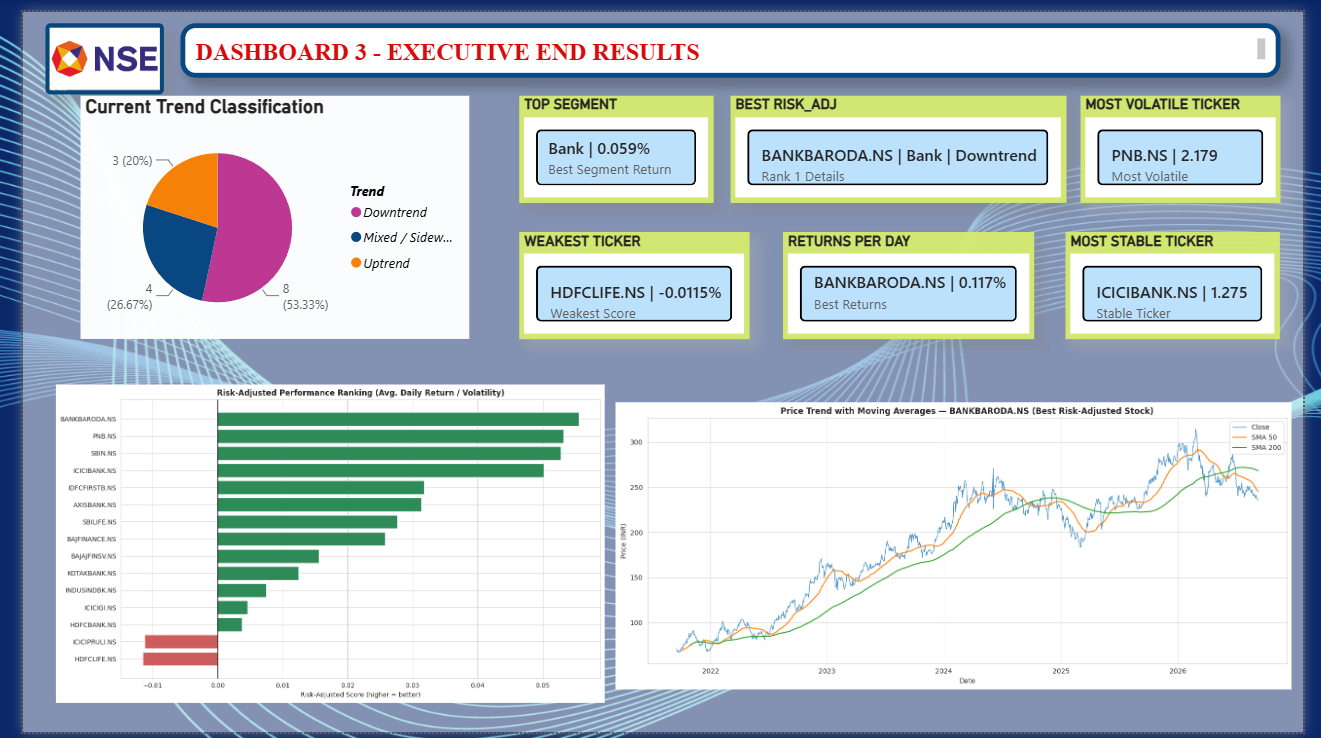 NSE
DASHBOARD 3 - EXECUTIVE END RESULTS
Current Trend Classification
3 (20%)
4
(26.67%)
8
(53.33%)
Trend
Downtrend
Mixed / Sidew...
Uptrend
TOP SEGMENT
Bank | 0.059%
Best Segment Return
BEST RISK_ADJ
BANKBARODA.NS | Bank | Downtrend
Rank 1 Details
MOST VOLATILE TICKER
PNB.NS | 2.179
Most Volatile
WEAKEST TICKER
HDFCLIFE.NS | -0.0115%
Weakest Score
RETURNS PER DAY
BANKBARODA.NS | 0.117%
Best Returns
MOST STABLE TICKER
ICICIBANK.NS | 1.275
Stable Ticker
Risk-Adjusted Performance Ranking (Avg. Daily Return / Volatility)
BANKBARODA.NS
PNB.NS
SBIN.NS
ICICIBANK.NS
IDFCFIRSTB.NS
AXISBANK.NS
SBILIFE.NS
BAJFINANCE.NS
BAJAJFINSV.NS
KOTAKBANK.NS
INDUSINDBK.NS
ICICIGI.NS
HDFCBANK.NS
ICICIPRULI.NS
HDFCLIFE.NS
−0.01 0.00 0.01 0.02 0.03 0.04 0.05
Risk-Adjusted Score (higher = better)
Price Trend with Moving Averages — BANKBARODA.NS (Best Risk-Adjusted Stock)
Close
SMA 50
SMA 200
300
250
200
150
100
Price (INR)
2022 2023 2024 2025 2026
Date